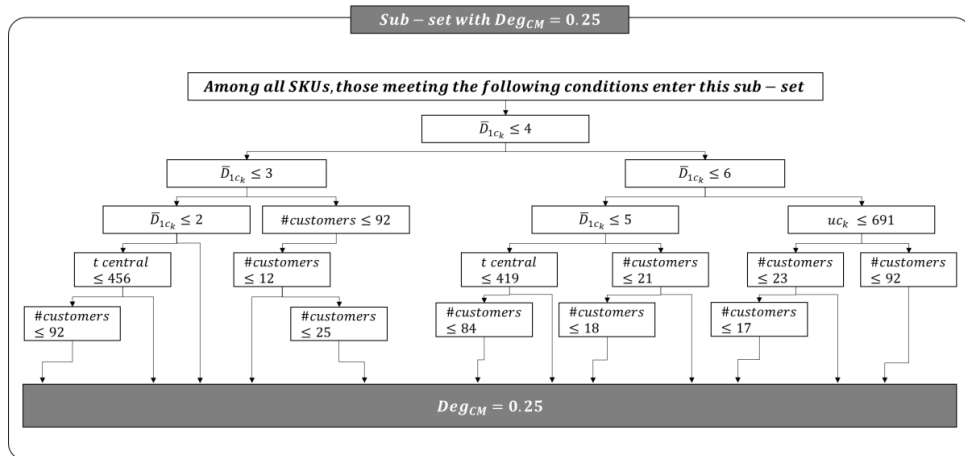 Sub − set with Deg_CM = 0.25
Among all SKUs, those meeting the following conditions enter this sub − set
D̅_1c_k ≤ 4
D̅_1c_k ≤ 3
D̅_1c_k ≤ 6
D̅_1c_k ≤ 2
#customers ≤ 92
D̅_1c_k ≤ 5
uc_k ≤ 691
t central
≤ 456
#customers
≤ 12
t central
≤ 419
#customers
≤ 21
#customers
≤ 23
#customers
≤ 92
#customers
≤ 92
#customers
≤ 25
#customers
≤ 84
#customers
≤ 18
#customers
≤ 17
Deg_CM = 0.25